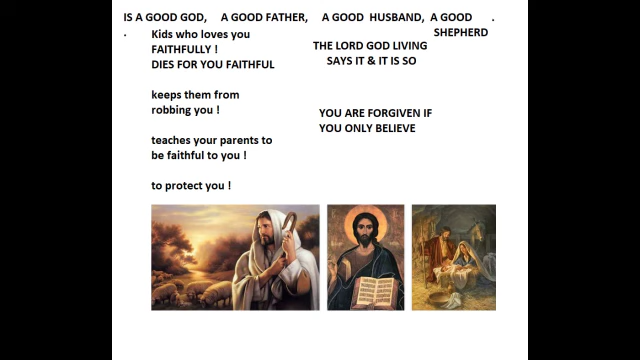 IS A GOOD GOD, A GOOD FATHER, A GOOD HUSBAND, A GOOD .
. SHEPHERD
Kids who loves you
FAITHFULLY !
DIES FOR YOU FAITHFUL
THE LORD GOD LIVING
SAYS IT & IT IS SO
keeps them from
robbing you !
YOU ARE FORGIVEN IF
YOU ONLY BELIEVE
teaches your parents to
be faithful to you !
to protect you !